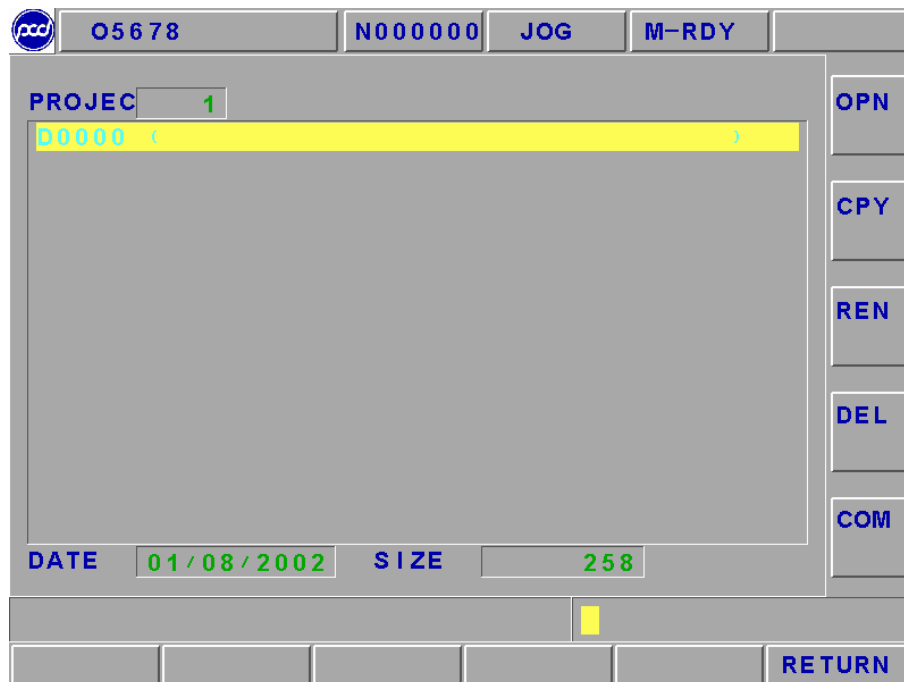 pcd O5678 N000000 JOG M-RDY
PROJEC 1
OPN
D0000 ( )
CPY
REN
DEL
COM
DATE 01/08/2002 SIZE 258
RETURN